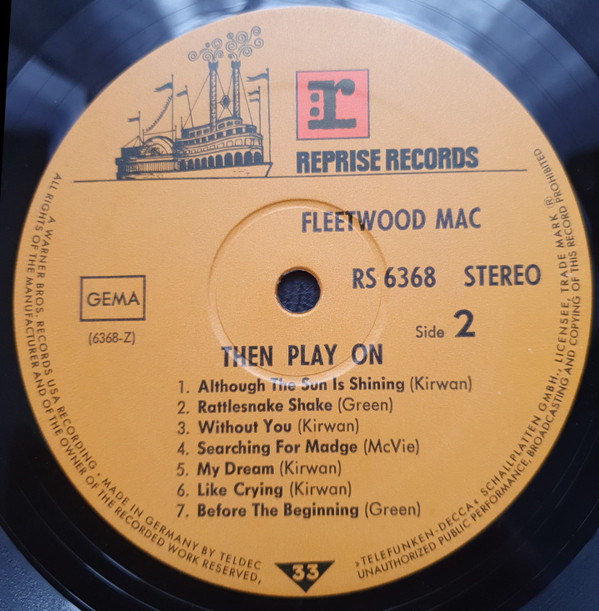 r
REPRISE RECORDS
FLEETWOOD MAC
RS 6368 STEREO
GEMA
(6368-Z)
Side 2
THEN PLAY ON
1. Although The Sun Is Shining (Kirwan)
2. Rattlesnake Shake (Green)
3. Without You (Kirwan)
4. Searching For Madge (McVie)
5. My Dream (Kirwan)
6. Like Crying (Kirwan)
7. Before The Beginning (Green)
33
A WARNER BROS. RECORDS USA RECORDING · MADE IN GERMANY BY TELDEC
»TELEFUNKEN-DECCA« SCHALLPLATTEN GMBH., LICENSEE, TRADE MARK ® 
ALL RIGHTS OF THE MANUFACTURER AND OF THE OWNER OF THE RECORDED WORK RESERVED,
UNAUTHORIZED PUBLIC PERFORMANCE, BROADCASTING AND COPYING OF THIS RECORD PROHIBITED